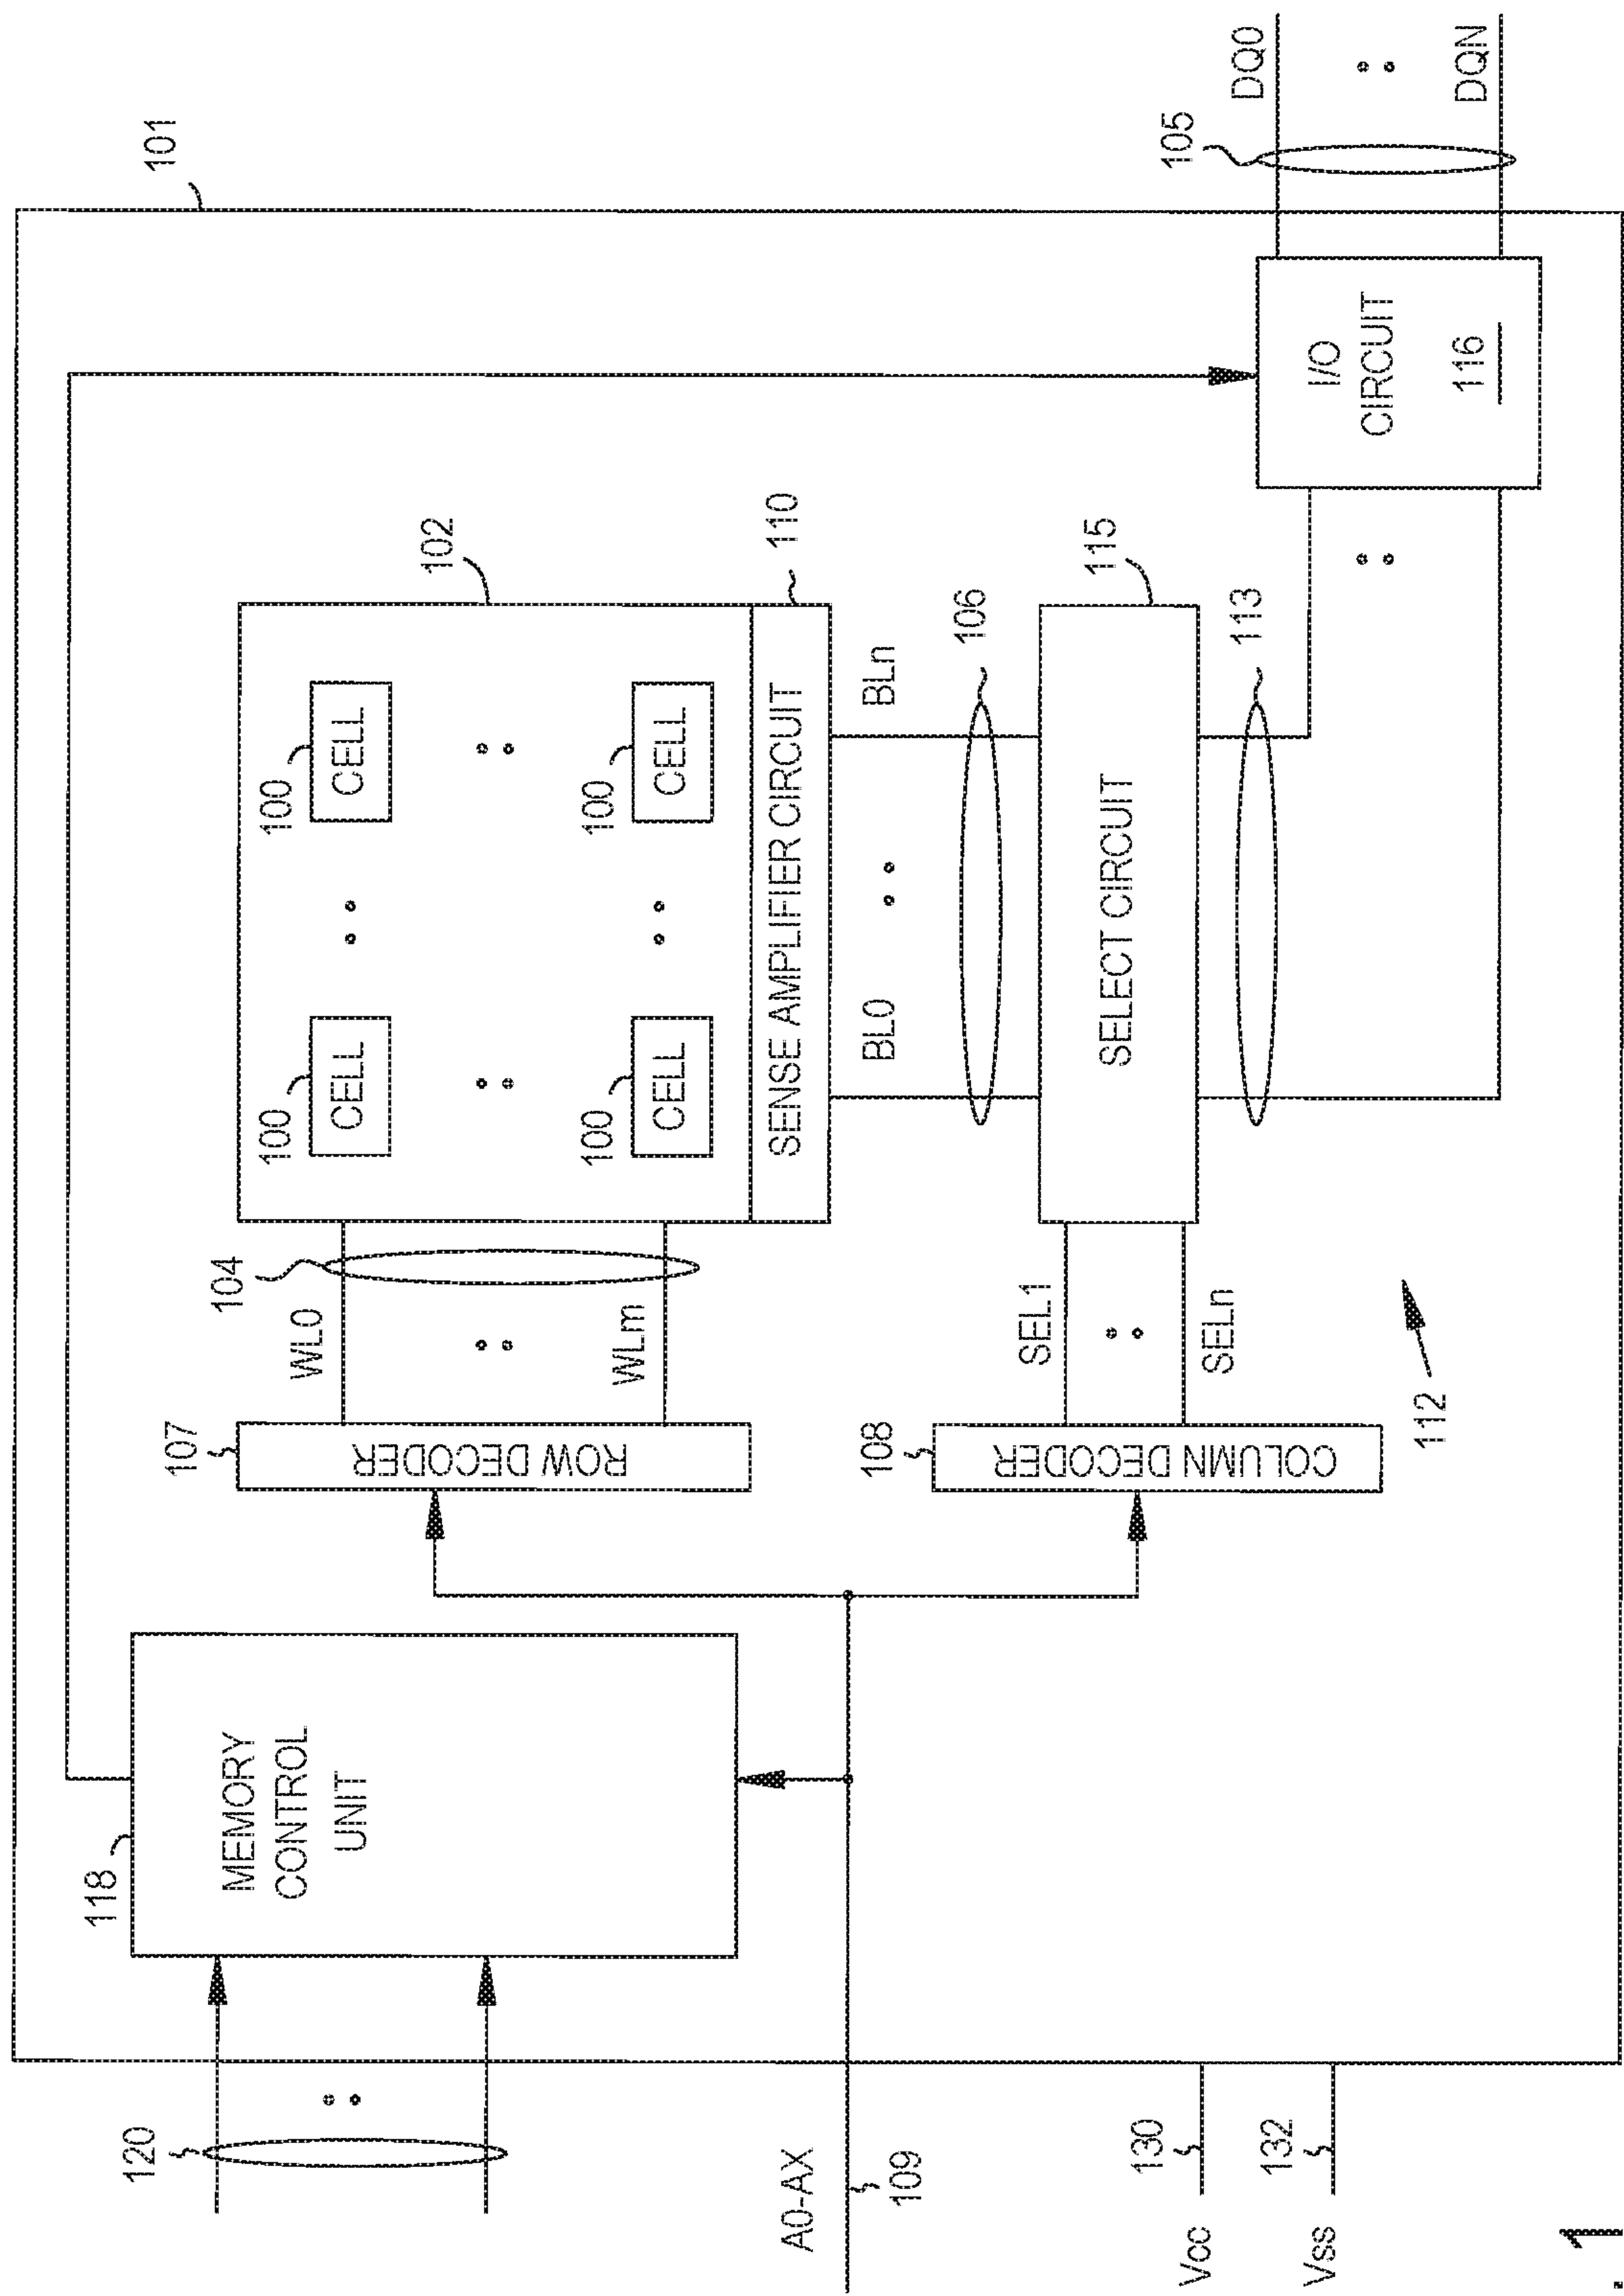 101
118
MEMORY
CONTROL
UNIT
120
107
ROW DECODER
WL0
WLm
104
102
100
CELL
100
CELL
100
CELL
100
CELL
SENSE AMPLIFIER CIRCUIT
110
BL0
BLn
106
A0-AX
109
108
COLUMN DECODER
SEL1
SELn
SELECT CIRCUIT
115
113
112
I/O
CIRCUIT
116
105
DQ0
DQN
Vcc
130
Vss
132
. 1